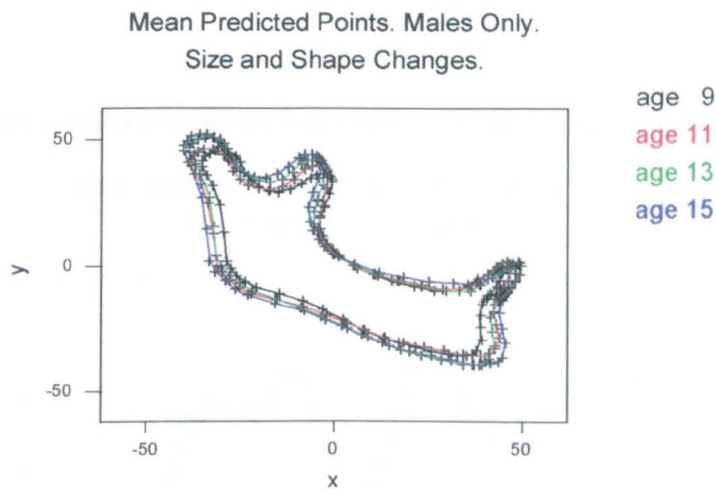 Mean Predicted Points. Males Only.
Size and Shape Changes.
age 9
age 11
age 13
age 15
50
0
-50
y
-50
0
50
x